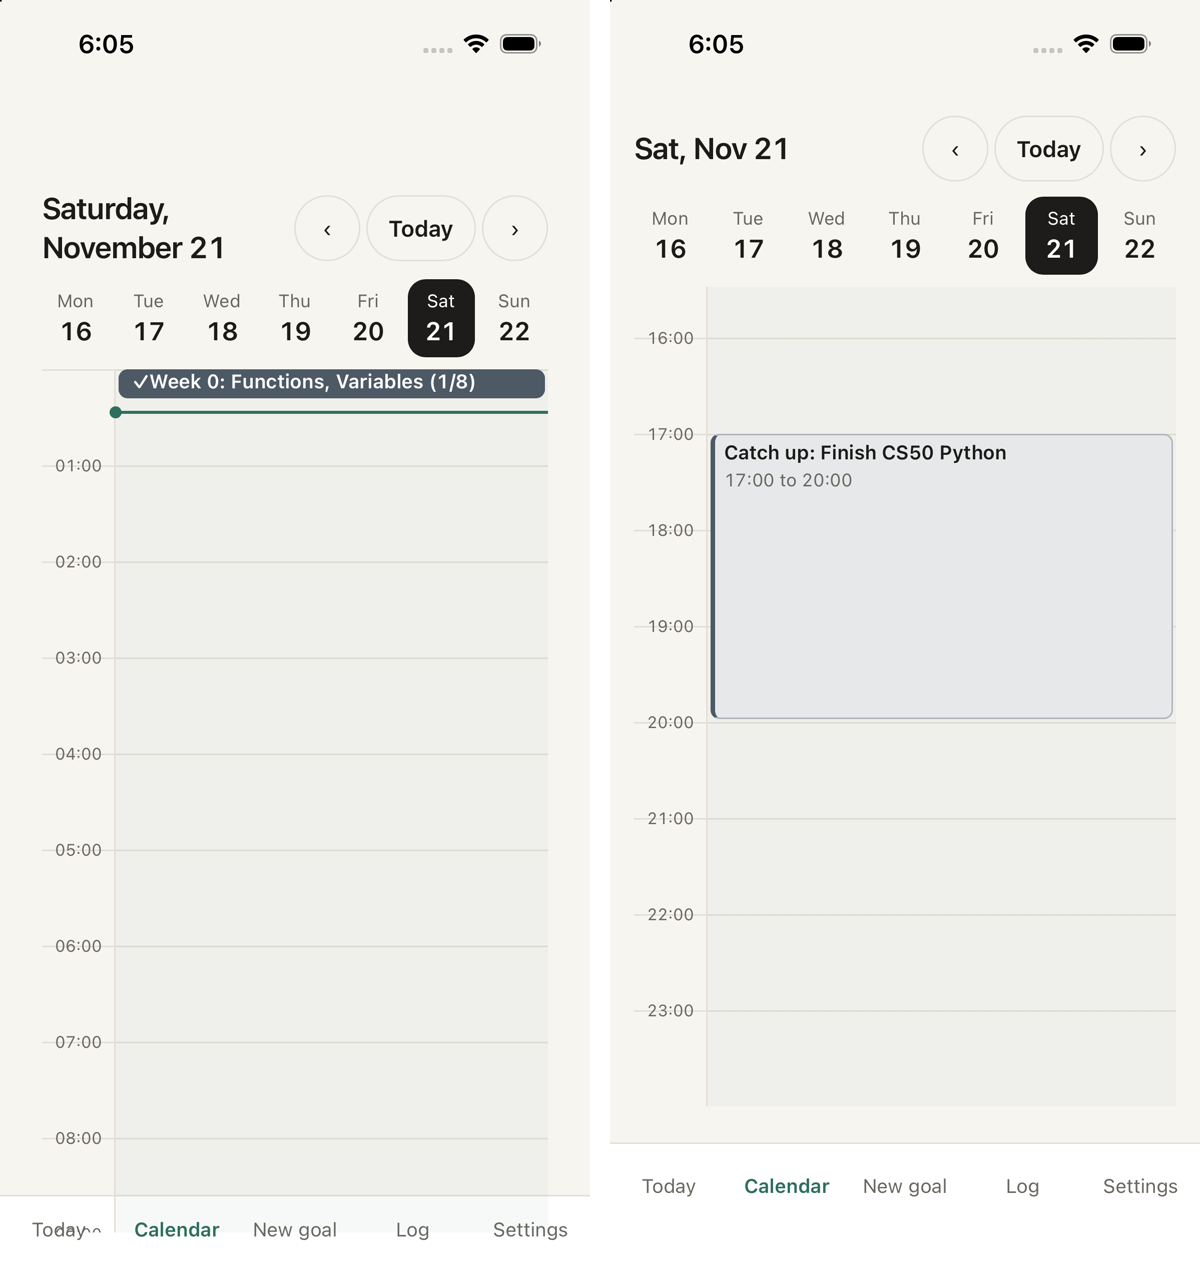 6:05
Saturday,
November 21
‹
Today
›
Mon
Tue
Wed
Thu
Fri
Sat
Sun
16
17
18
19
20
21
22
✓Week 0: Functions, Variables (1/8)
01:00
02:00
03:00
04:00
05:00
06:00
07:00
08:00
Today
Calendar
New goal
Log
Settings
6:05
Sat, Nov 21
‹
Today
›
Mon
Tue
Wed
Thu
Fri
Sat
Sun
16
17
18
19
20
21
22
16:00
17:00
Catch up: Finish CS50 Python
17:00 to 20:00
18:00
19:00
20:00
21:00
22:00
23:00
Today
Calendar
New goal
Log
Settings